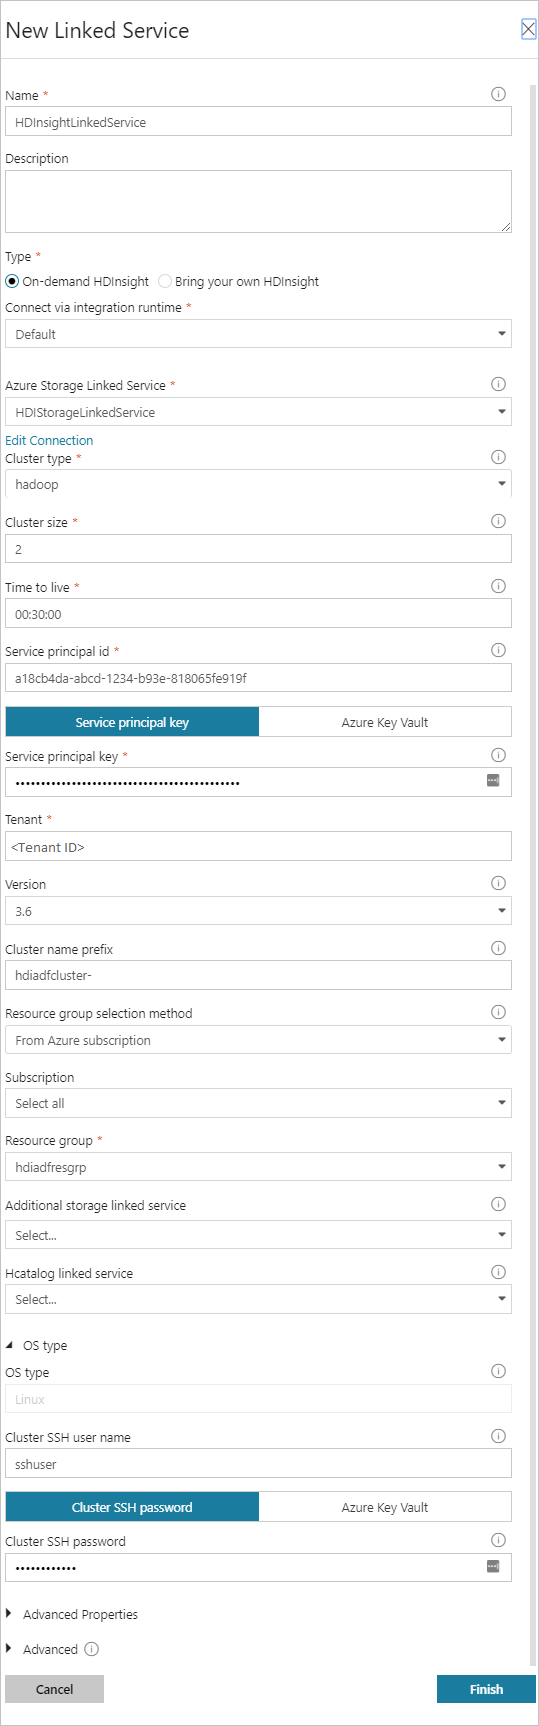 New Linked Service
Name *
HDInsightLinkedService
Description
Type *
On-demand HDInsight Bring your own HDInsight
Connect via integration runtime *
Default
Azure Storage Linked Service *
HDIStorageLinkedService
Edit Connection
Cluster type *
hadoop
Cluster size *
2
Time to live *
00:30:00
Service principal id *
a18cb4da-abcd-1234-b93e-818065fe919f
Service principal key Azure Key Vault
Service principal key *
••••••••••••••••••••••••••••••••••••••••••••
Tenant *
<Tenant ID>
Version
3.6
Cluster name prefix
hdiadfcluster-
Resource group selection method
From Azure subscription
Subscription
Select all
Resource group *
hdiadfresgrp
Additional storage linked service
Select...
Hcatalog linked service
Select...
OS type
OS type
Linux
Cluster SSH user name
sshuser
Cluster SSH password Azure Key Vault
Cluster SSH password
••••••••••••
Advanced Properties
Advanced
Cancel Finish